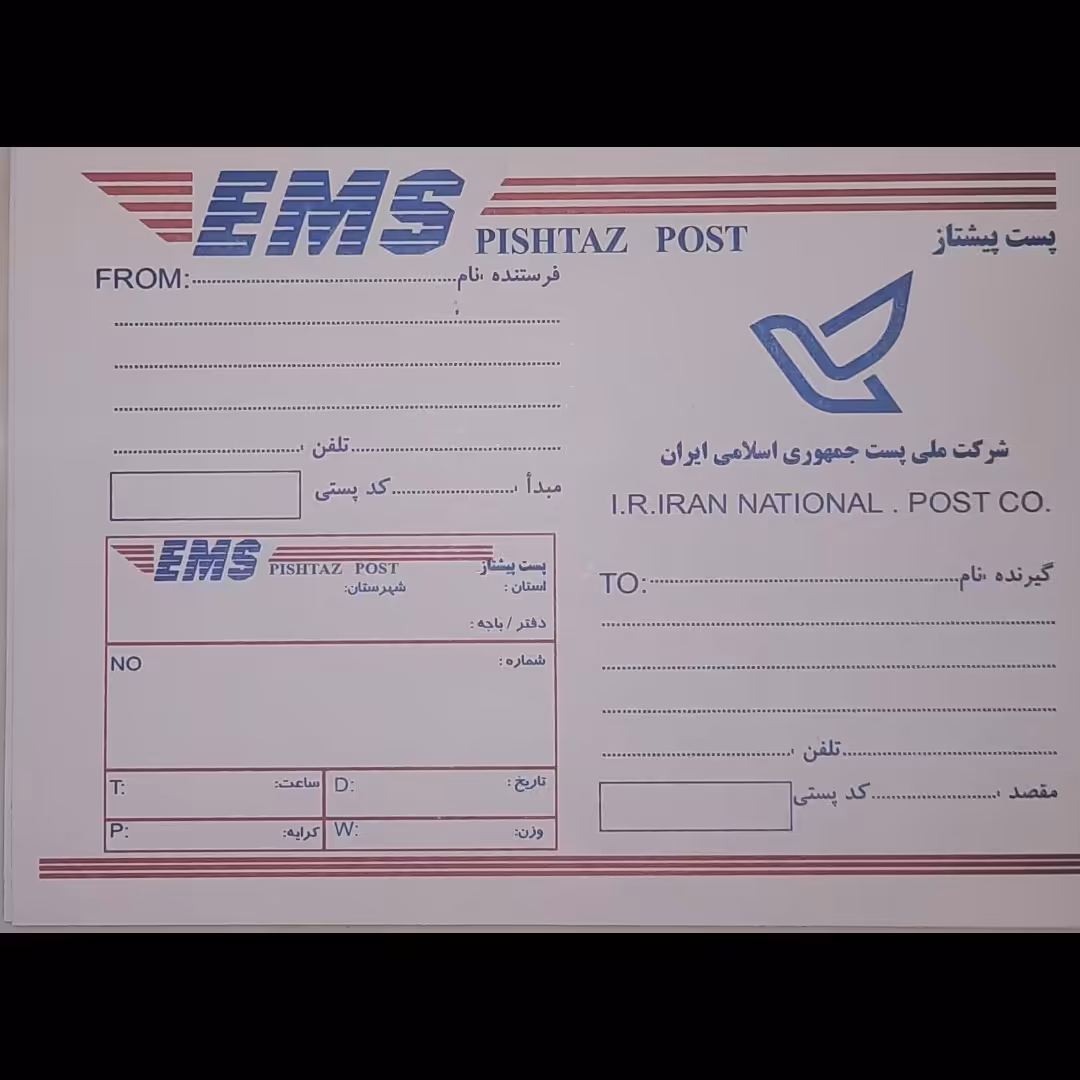 EMS
PISHTAZ POST
پست پیشتاز
FROM:........ فرستنده ،نام
........ تلفن ،........
مبدأ ،........ کد پستی
شرکت ملی پست جمهوری اسلامی ایران
I.R.IRAN NATIONAL . POST CO.
EMS PISHTAZ POST پست پیشتاز
استان : شهرستان:
دفتر / باجه :
NO شماره :
T: ساعت: D: تاریخ :
P: کرایه: W: وزن:
TO:........ گیرنده ،نام
........ تلفن ،........
مقصد ،........ کد پستی